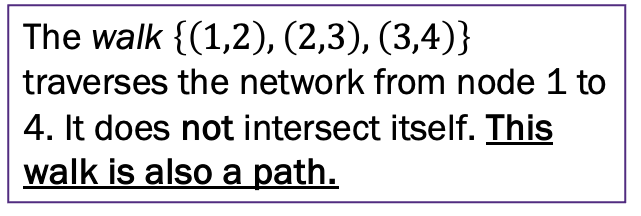 The walk {(1,2), (2,3), (3,4)}
traverses the network from node 1 to
4. It does not intersect itself. This
walk is also a path.